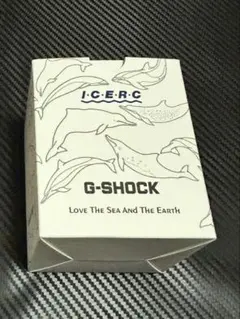 I.C.E.R.C
G-SHOCK
LOVE THE SEA AND THE EARTH